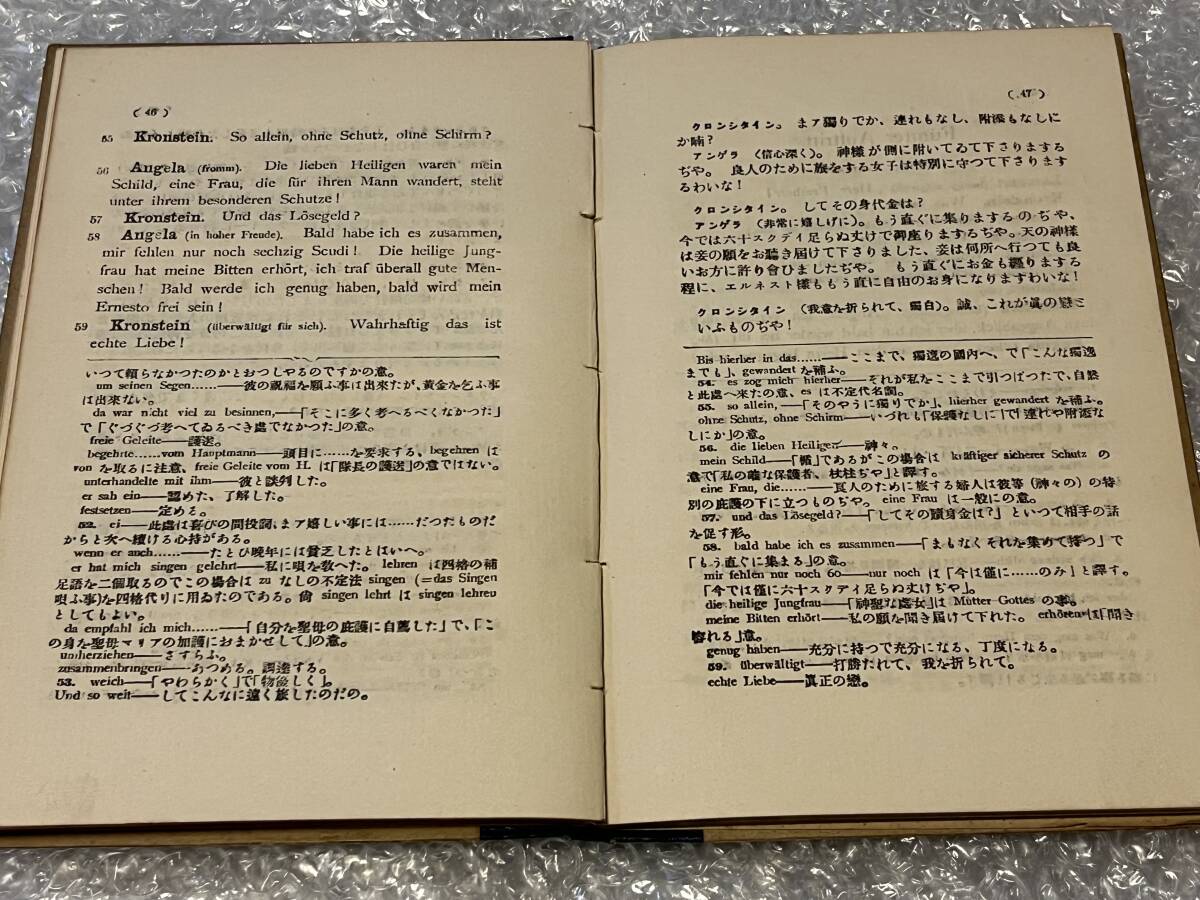 ( 46 )
55 Kronstein. So allein, ohne Schutz, ohne Schirm?
56 Angela (fromm). Die lieben Heiligen waren mein
Schild, eine Frau, die für ihren Mann wandert, steht
unter ihrem besonderen Schutze!
57 Kronstein. Und das Lösegeld?
58 Angela (in hoher Freude). Bald habe ich es zusammen,
mir fehlen nur noch sechzig Scudi! Die heilige Jung-
frau hat meine Bitten erhört, ich traf überall gute Men-
schen! Bald werde ich genug haben, bald wird mein
Ernesto frei sein!
59 Kronstein (überwältigt für sich). Wahrhaftig das ist
echte Liebe!
いつて頼らなかつたのかとおつしやるのですかの意。
um seinen Segen……——彼の祝福を願ふ事は出來たが、黄金を乞ふ事
は出來ない。
da war nicht viel zu besinnen,——「そこに多く考へるべくなかつた」
で「ぐづぐづ考へてゐるべき處でなかつた」の意。
freie Geleite——護送。
begehrte……vom Hauptmann——頭目に……を要求する、begehren は
von を取るに注意、freie Geleite vom H. は「隊長の護送」の意ではない。
unterhandelte mit ihm——彼と談判した。
er sah ein——認めた、了解した。
festsetzen——定める。
52. ei——此處は喜びの間投詞、まァ嬉しい事には……だつたものだ
からと次へ續ける心持がある。
wenn er auch……——たとひ晩年には貧乏したとはいへ。
er hat mich singen gelehrt——私に唄を敎へた。 lehren は四格の補
足語を二個取るのでこの場合は zu なしの不定法 singen (=das Singen
唄ふ事)を四格代りに用ゐたのである。尙 singen lehrt は singen lehren
としてもよい。
da empfahl ich mich——「自分を聖母の庇護に自薦した」で、「こ
の身を聖母マリアの加護におまかせして」の意。
umherziehen——さすらふ。
zusammenbringen——あつめる。調達する。
53. weich——「やわらかく」で「物優しく」。
Und so weit——してこんなに遠く旅したのだの。
( 47 )
クロンシタイン。 まァ獨りでか、連れもなし、附添もなしに
か喃?
アンゲラ (信心深く)。 神樣が側に附いてゐて下さりまする
ぢや。 良人のために旅をする女子は特別に守つて下さります
るわいな!
クロンシタイン。 してその身代金は?
アンゲラ (非常に嬉しげに)。もう直ぐに集りまするのぢや、
今では六十スクデイ足らぬ丈けで御座りまするぢや。天の神樣
は妾の願をお聽き屆けて下さりました、妾は何所へ行つても良
いお方に許り會ひましたぢや。 もう直ぐにお金も纒りまする
程に、エルネスト樣ももう直に自由のお身になりますわいな!
クロンシタイン (我意を折られて、獨白)。誠、これが眞の戀と
いふものぢや!
Bis hierher in das……——ここまで、獨逸の國內へ、で「こんな獨逸
までも」、gewandert を補ふ。
54. es zog mich hierher——それが私をここまで引つぱつたで、自然
と此處へ來たの意、es は不定代名詞。
55. so allein,——「そのやうに獨りでか」、hierher gewandert を補ふ。
ohne Schutz, ohne Schirm——いづれも「保護なしに」で「連れや附添な
しにか」の意。
56. die lieben Heiligen——神々。
mein Schild——「楯」であるがこの場合は kräftiger sicherer Schutz の
意で「私の確な保護者、杖柱ぢや」と譯す。
eine Frau, die……——良人のために旅する婦人は彼等(神々の)の特
別の庇護の下に立つものぢや。 eine Frau は一般にの意。
57. und das Lösegeld?——「してその贖身金は?」といつて相手の話
を促す形。
58. bald habe ich es zusammen——「まもなくそれを集めて持つ」で
「もう直ぐに集まる」の意。
mir fehlen nur noch 60——nur noch は「今は僅に……のみ」と譯す。
「今では僅に六十スクデイ足らぬ丈けぢや」。
die heilige Jungfrau——「神聖な處女」は Mutter Gottes の事。
meine Bitten erhört——私の願を聞き屆けて下れた。 erhören は「聞き
容れる」意。
genug haben——充分に持つで充分になる、丁度になる。
59. überwältigt——打勝たれて、我を折られて。
echte Liebe——眞正の戀。